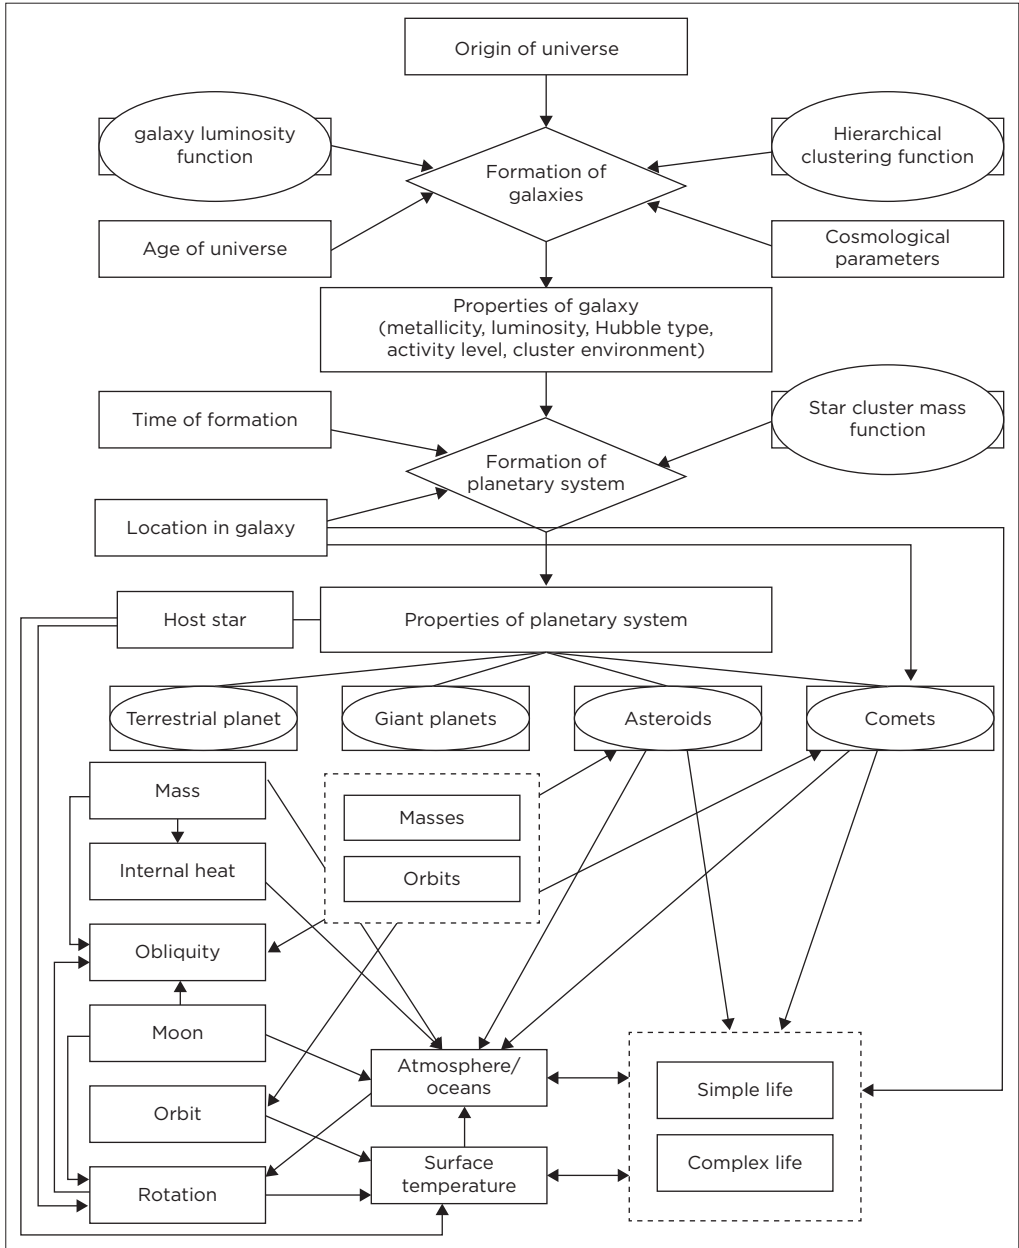 Origin of universe
galaxy luminosity
function
Hierarchical
clustering function
Formation of
galaxies
Age of universe
Cosmological
parameters
Properties of galaxy
(metallicity, luminosity, Hubble type,
activity level, cluster environment)
Time of formation
Star cluster mass
function
Formation of
planetary system
Location in galaxy
Host star
Properties of planetary system
Terrestrial planet
Giant planets
Asteroids
Comets
Mass
Masses
Internal heat
Orbits
Obliquity
Moon
Atmosphere/
oceans
Simple life
Orbit
Surface
temperature
Complex life
Rotation